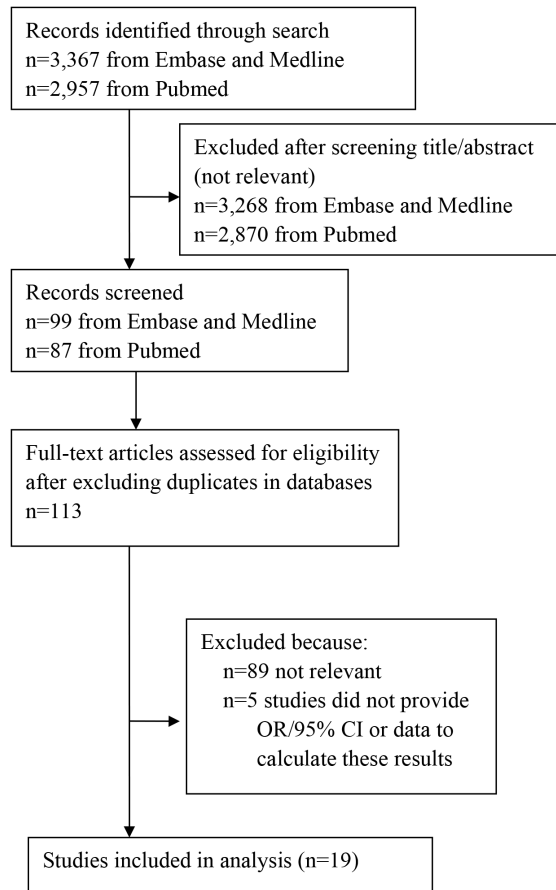 Records identified through search
n=3,367 from Embase and Medline
n=2,957 from Pubmed
Excluded after screening title/abstract
(not relevant)
n=3,268 from Embase and Medline
n=2,870 from Pubmed
Records screened
n=99 from Embase and Medline
n=87 from Pubmed
Full-text articles assessed for eligibility
after excluding duplicates in databases
n=113
Excluded because:
n=89 not relevant
n=5 studies did not provide
OR/95% CI or data to
calculate these results
Studies included in analysis (n=19)